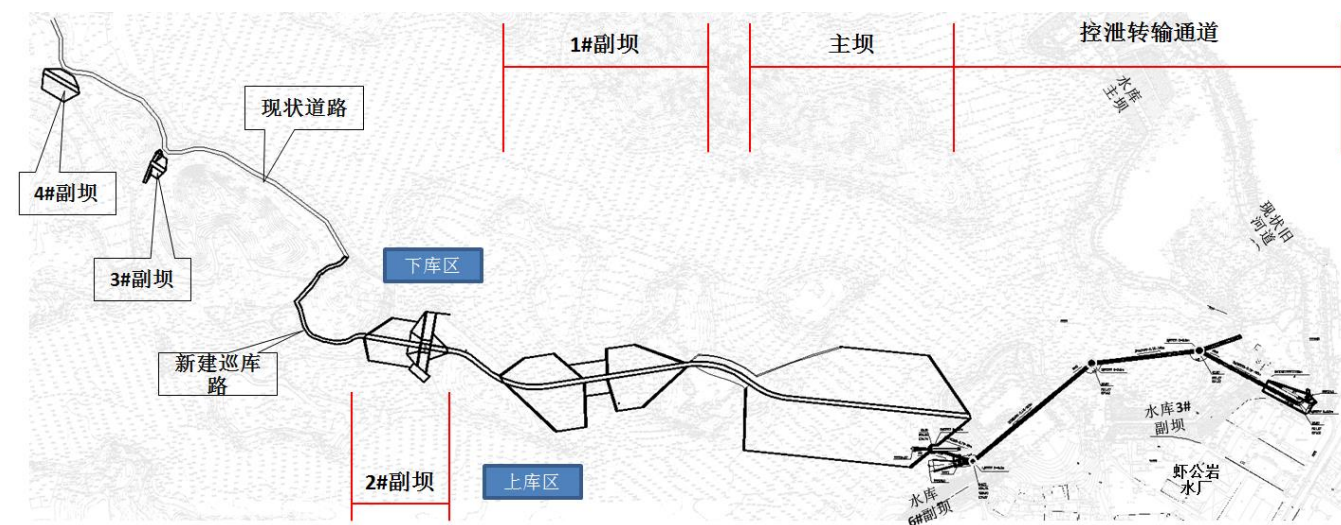 1#副坝
主坝
控泄转输通道
水库
主坝
现状道路
4#副坝
现状旧
河道
3#副坝
下库区
新建巡库
路
水库3#
副坝
2#副坝
上库区
虾公岩
水厂
水库
6#副坝